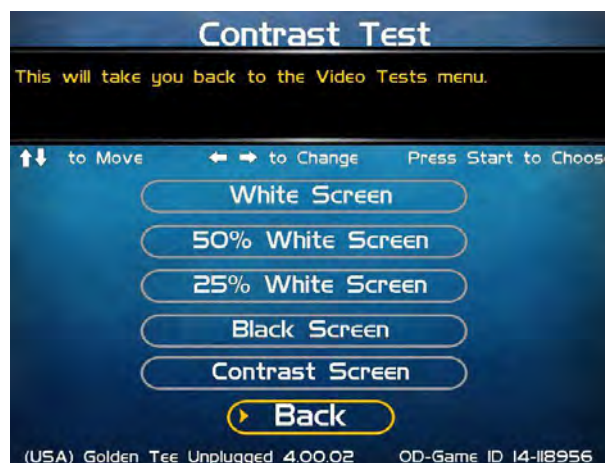 Contrast Test
This will take you back to the Video Tests menu.
to Move to Change Press Start to Choos
White Screen
50% White Screen
25% White Screen
Black Screen
Contrast Screen
Back
(USA) Golden Tee Unplugged 4.00.02 OD-Game ID 14-118956